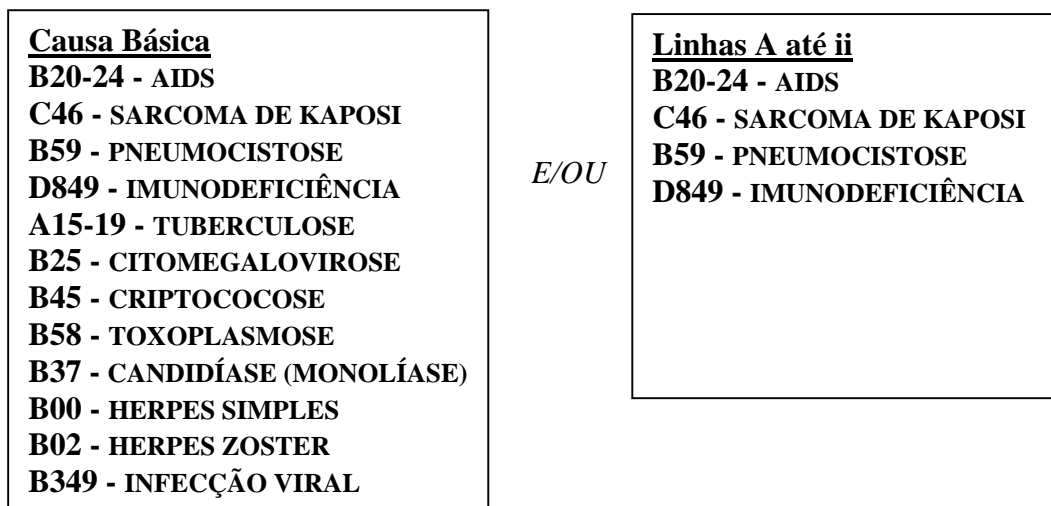 Causa Básica
B20-24 - AIDS
C46 - SARCOMA DE KAPOSI
B59 - PNEUMOCISTOSE
D849 - IMUNODEFICIÊNCIA
A15-19 - TUBERCULOSE
B25 - CITOMEGALOVIROSE
B45 - CRIPTOCOCOSE
B58 - TOXOPLASMOSE
B37 - CANDIDÍASE (MONOLÍASE)
B00 - HERPES SIMPLES
B02 - HERPES ZOSTER
B349 - INFECÇÃO VIRAL
E/OU
Linhas A até ii
B20-24 - AIDS
C46 - SARCOMA DE KAPOSI
B59 - PNEUMOCISTOSE
D849 - IMUNODEFICIÊNCIA